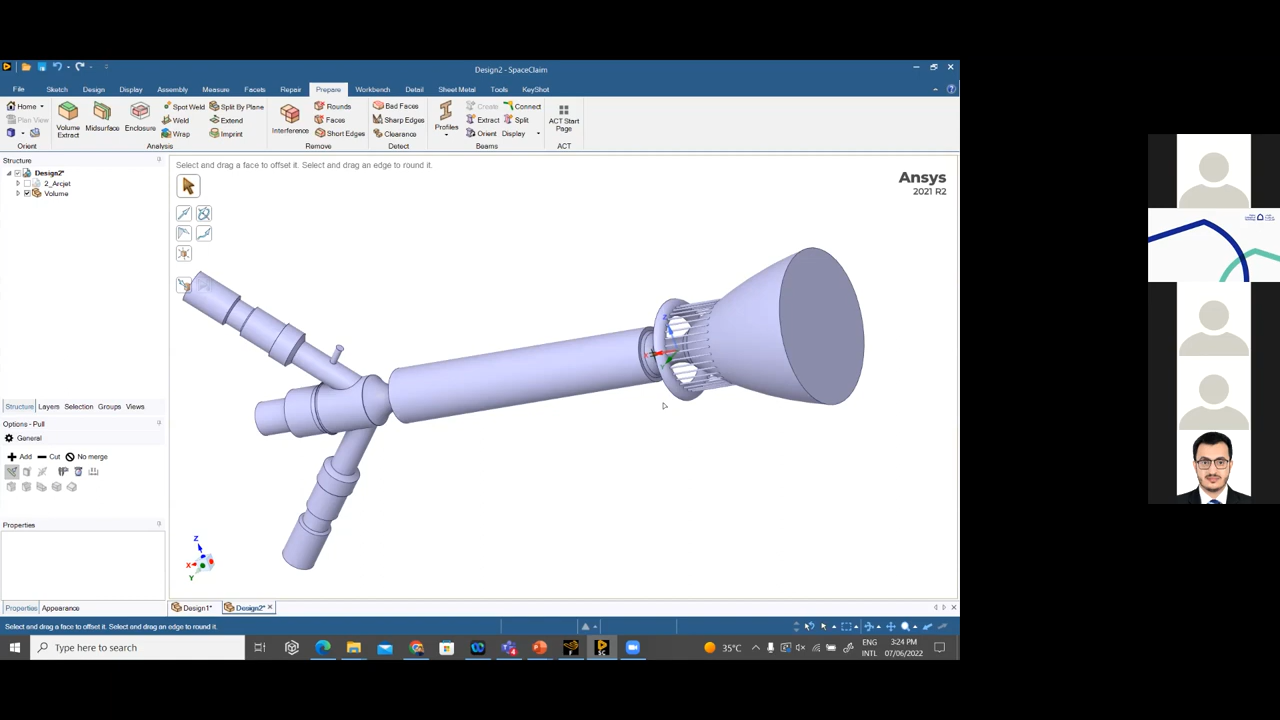 Design2 - SpaceClaim
File Sketch Design Display Assembly Measure Facets Repair Prepare Workbench Detail Sheet Metal Tools KeyShot
Home
Plan View
Orient
Volume Extract
Midsurface
Enclosure
Spot Weld
Weld
Wrap
Split By Plane
Extend
Imprint
Analysis
Interference
Rounds
Faces
Short Edges
Remove
Bad Faces
Sharp Edges
Clearance
Detect
Profiles
Create
Extract
Orient
Connect
Split
Display
Beams
ACT Start Page
ACT
Structure
Design2*
2_Arcjet
Volume
Select and drag a face to offset it. Select and drag an edge to round it.
Ansys
2021 R2
Structure Layers Selection Groups Views
Options - Pull
General
Add Cut No merge
Properties
Z
X
Y
Properties Appearance
Design1* Design2*
Select and drag a face to offset it. Select and drag an edge to round it.
Type here to search
35°C
ENG
INTL
3:24 PM
07/06/2022